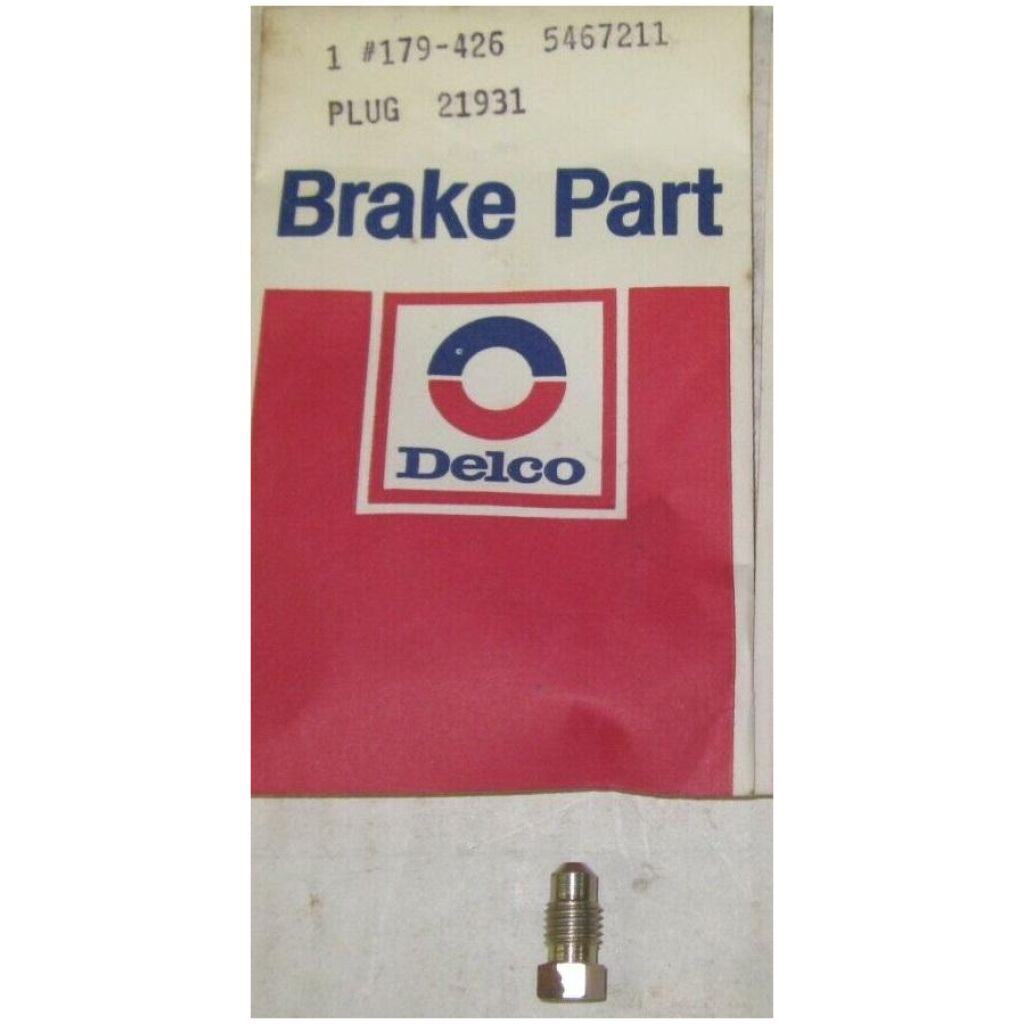 1 #179-426 5467211
PLUG 21931
Brake Part
Delco